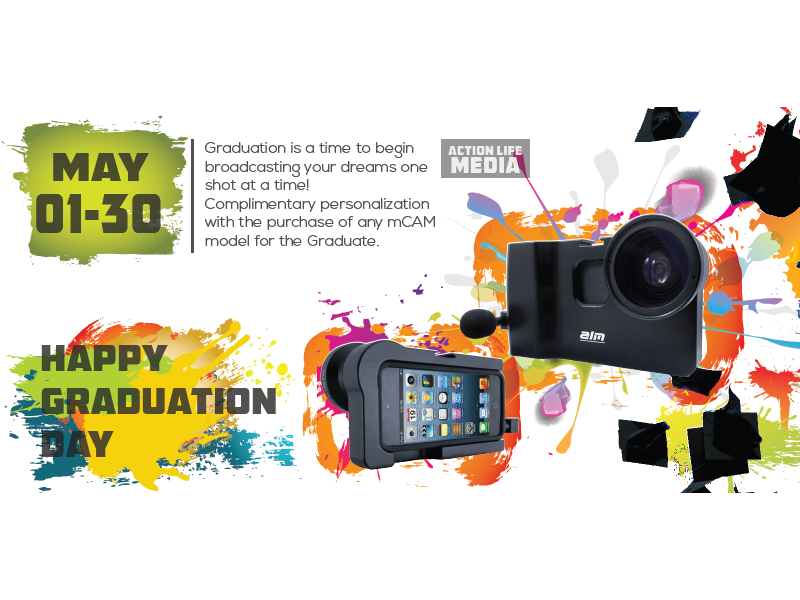 MAY
01-30
Graduation is a time to begin
broadcasting your dreams one
shot at a time!
Complimentary personalization
with the purchase of any mCAM
model for the Graduate.
ACTION LIFE
MEDIA
alm
HAPPY
GRADUATION
DAY